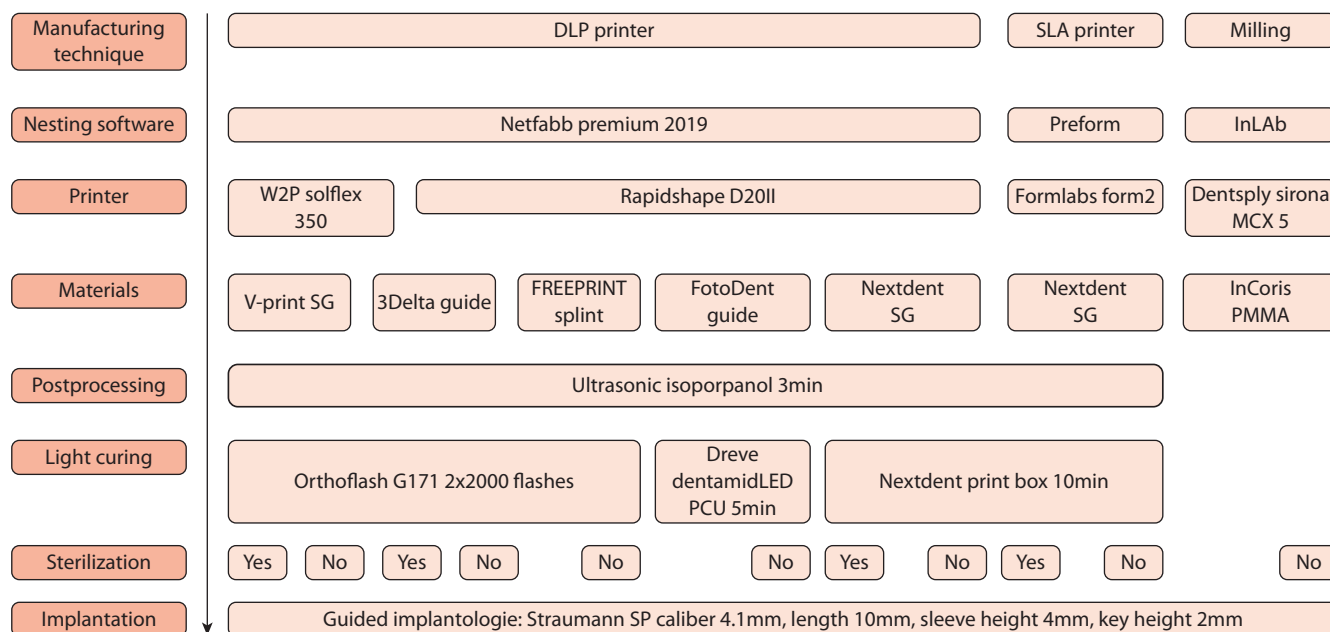 Manufacturing
technique
DLP printer
SLA printer
Milling
Nesting software
Netfabb premium 2019
Preform
InLAb
Printer
W2P solflex
350
Rapidshape D20II
Formlabs form2
Dentsply sirona
MCX 5
Materials
V-print SG
3Delta guide
FREEPRINT
splint
FotoDent
guide
Nextdent
SG
Nextdent
SG
InCoris
PMMA
Postprocessing
Ultrasonic isoporpanol 3min
Light curing
Orthoflash G171 2x2000 flashes
Dreve
dentamidLED
PCU 5min
Nextdent print box 10min
Sterilization
Yes
No
Yes
No
No
No
Yes
No
Yes
No
No
Implantation
Guided implantologie: Straumann SP caliber 4.1mm, length 10mm, sleeve height 4mm, key height 2mm